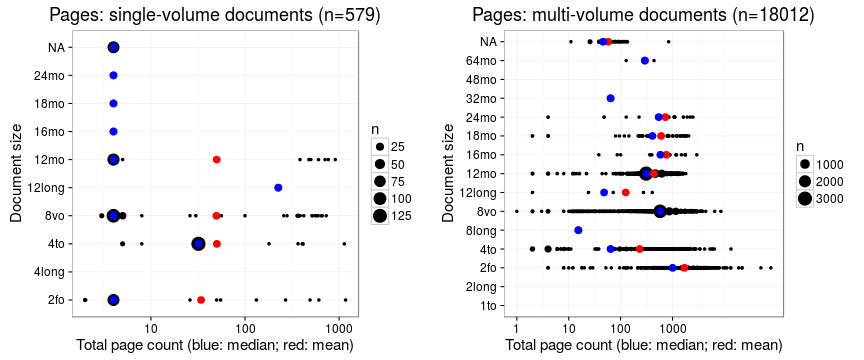 Pages: single-volume documents (n=579)
Document size
NA
24mo
18mo
16mo
12mo
12long
8vo
4to
4long
2fo
10
100
1000
Total page count (blue: median; red: mean)
n
25
50
75
100
125
Pages: multi-volume documents (n=18012)
Document size
NA
64mo
48mo
32mo
24mo
18mo
16mo
12mo
12long
8vo
8long
4to
2fo
2long
1to
1
10
100
1000
Total page count (blue: median; red: mean)
n
1000
2000
3000